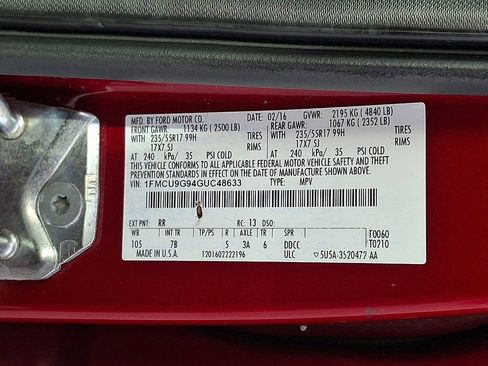 MFD. BY FORD MOTOR CO. DATE: 02/16 GVWR: 2195 KG ( 4840 LB)
FRONT GAWR: 1134 KG ( 2500 LB) REAR GAWR: 1067 KG ( 2352 LB)
WITH 235/55R17 99H TIRES WITH 235/55R17 99H TIRES
17X7.5J RIMS 17X7.5J RIMS
AT 240 kPa/ 35 PSI COLD AT 240 kPa/ 35 PSI COLD
THIS VEHICLE CONFORMS TO ALL APPLICABLE FEDERAL MOTOR VEHICLE SAFETY AND THEFT
PREVENTION STANDARDS IN EFFECT ON THE DATE OF MANUFACTURE SHOWN ABOVE.
VIN: 1FMCU9G94GUC48633 TYPE: MPV
EXT PNT: RR RC: 13 DSO:
WB INT TR TP/PS R AXLE TR SPR T0060
105 7B 5 3A 6 DDCC T0210
MADE IN U.S.A. 1201602222196 ULC ▽5U5A-3520472-AA